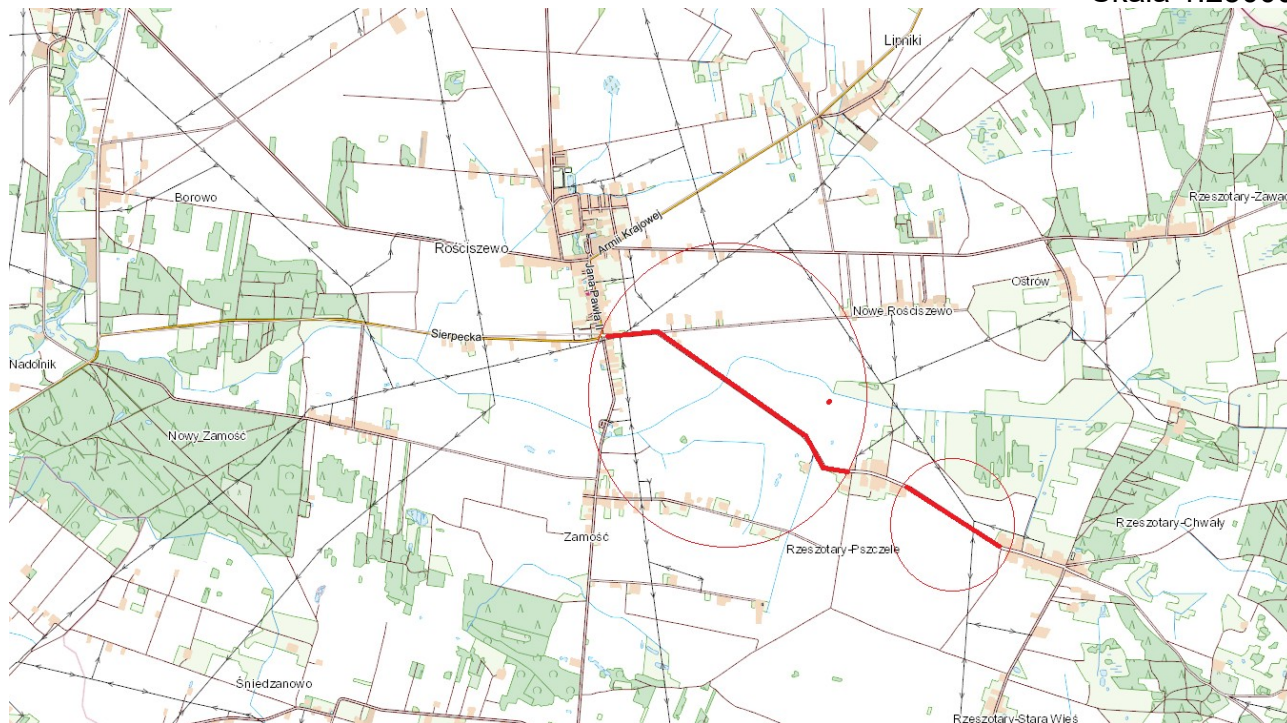 Lipniki
Borowo
Rzeszotary-Zawad
Armii Krajowej
Rościszewo
Jana Pawła II
Ostrów
Nowe Rościszewo
Sierpecka
Nadolnik
Nowy Zamość
Rzeszotary-Chwały
Zamość
Rzeszotary-Pszczele
Śniedzanowo
Rzeszotary-Stara Wieś